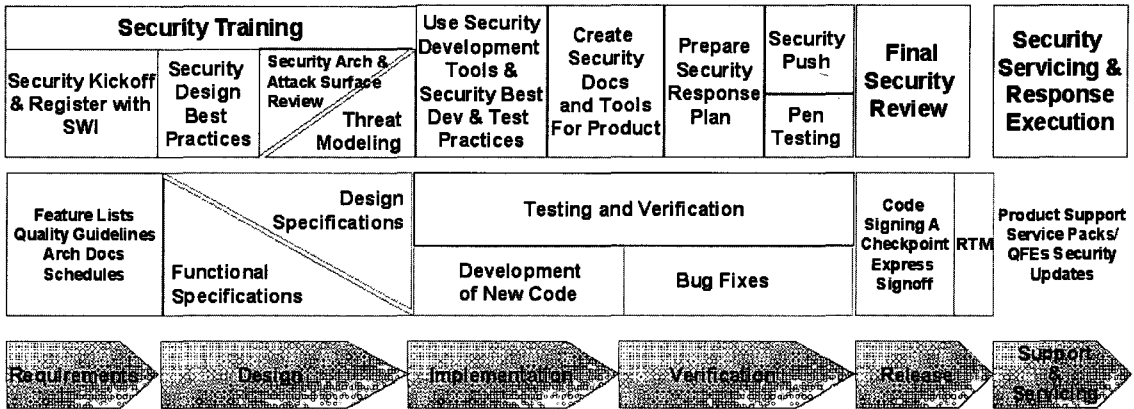 Security Training
Security Kickoff
& Register with
SWI
Security
Design
Best
Practices
Security Arch &
Attack Surface
Review
Threat
Modeling
Use Security
Development
Tools &
Security Best
Dev & Test
Practices
Create
Security
Docs
and Tools
For Product
Prepare
Security
Response
Plan
Security
Push
Pen
Testing
Final
Security
Review
Security
Servicing &
Response
Execution
Feature Lists
Quality Guidelines
Arch Docs
Schedules
Design
Specifications
Functional
Specifications
Testing and Verification
Development
of New Code
Bug Fixes
Code
Signing A
Checkpoint
Express
Signoff
RTM
Product Support
Service Packs/
QFEs Security
Updates
Requirements
Design
Implementation
Verification
Release
Support
&
Servicing